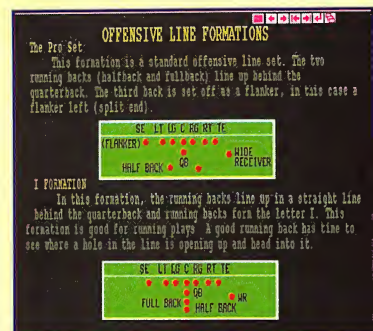 OFFENSIVE LINE FORMATIONS
The Pro Set
This formation is a standard offensive line set. The two
running backs (halfback and fullback) line up behind the
quarterback. The third back is set off as a flanker, in this case a
flanker left (split end).
SE LT LG C RG RT TE
(FLANKER)
WIDE
QB
RECEIVER
HALF BACK
I FORMATION
In this formation, the running backs line up in a straight line
behind the quarterback and running backs form the letter I. This
formation is good for running plays A good running back has time to
see where a hole in the line is opening up and head into it.
SE LT LG C RG RT TE
QB
WR
FULL BACK
HALF BACK